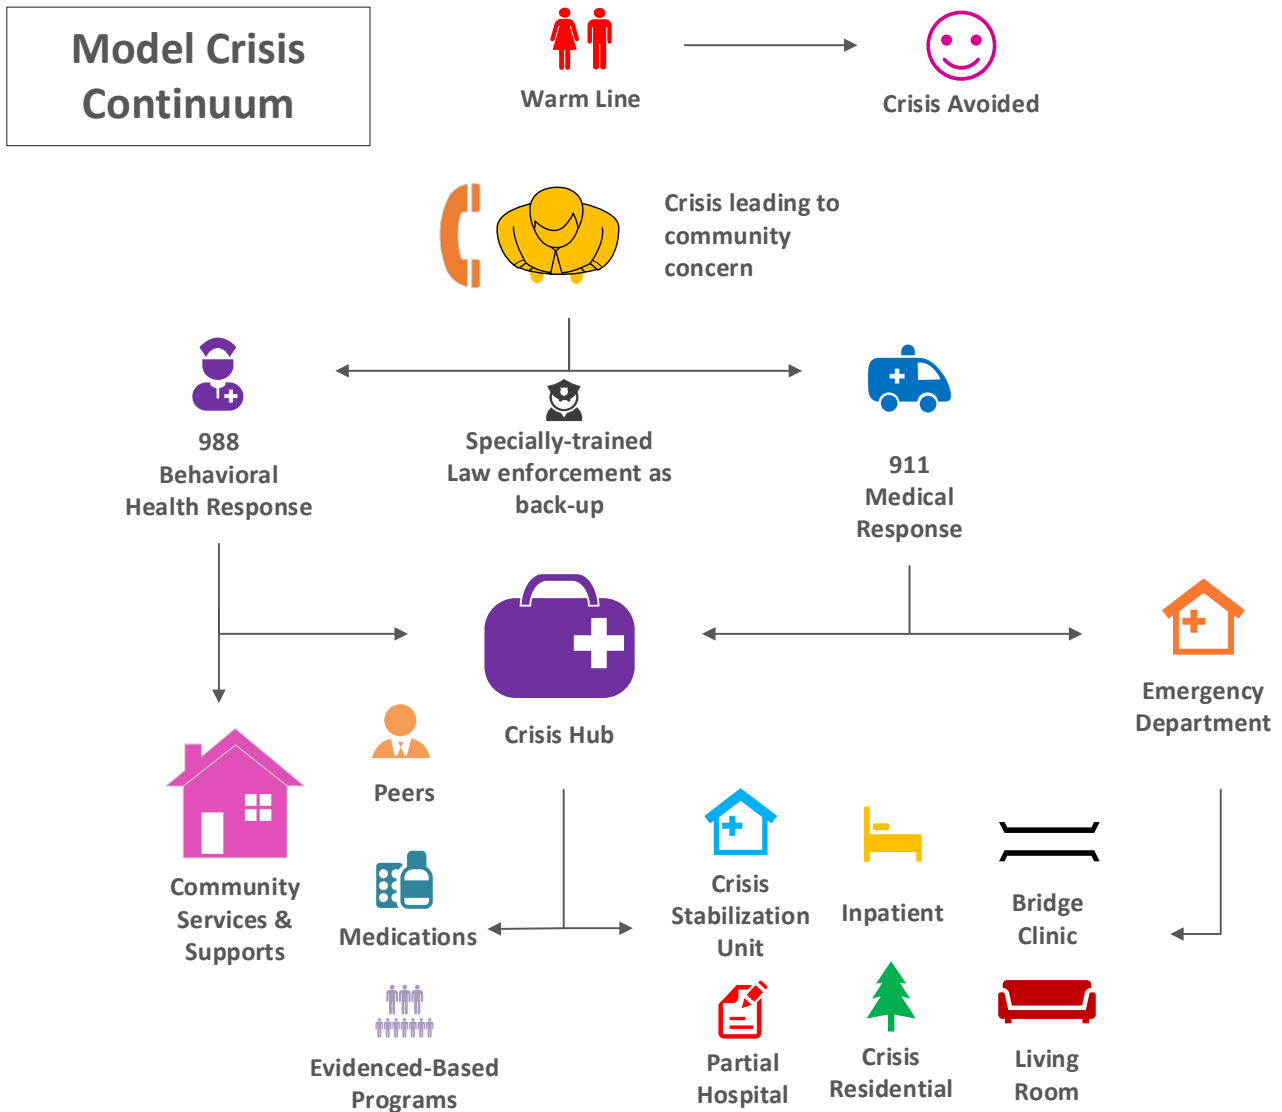 Model Crisis
Continuum
Warm Line
Crisis Avoided
Crisis leading to
community
concern
988
Behavioral
Health Response
Specially-trained
Law enforcement as
back-up
911
Medical
Response
Crisis Hub
Emergency
Department
Community
Services &
Supports
Peers
Medications
Evidenced-Based
Programs
Crisis
Stabilization
Unit
Inpatient
Bridge
Clinic
Partial
Hospital
Crisis
Residential
Living
Room